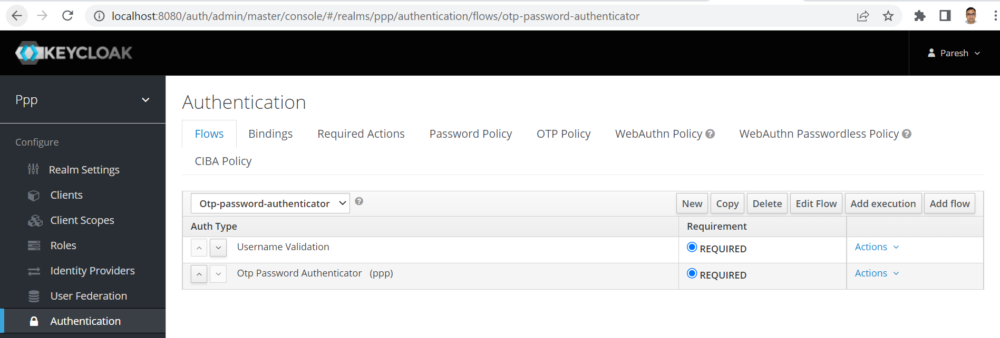 localhost:8080/auth/admin/master/console/#/realms/ppp/authentication/flows/otp-password-authenticator
KEYCLOAK
Paresh
Ppp
Configure
Realm Settings
Clients
Client Scopes
Roles
Identity Providers
User Federation
Authentication
Authentication
Flows Bindings Required Actions Password Policy OTP Policy WebAuthn Policy ? WebAuthn Passwordless Policy ?
CIBA Policy
Otp-password-authenticator ? New Copy Delete Edit Flow Add execution Add flow
Auth Type Requirement
Username Validation REQUIRED Actions
Otp Password Authenticator (ppp) REQUIRED Actions